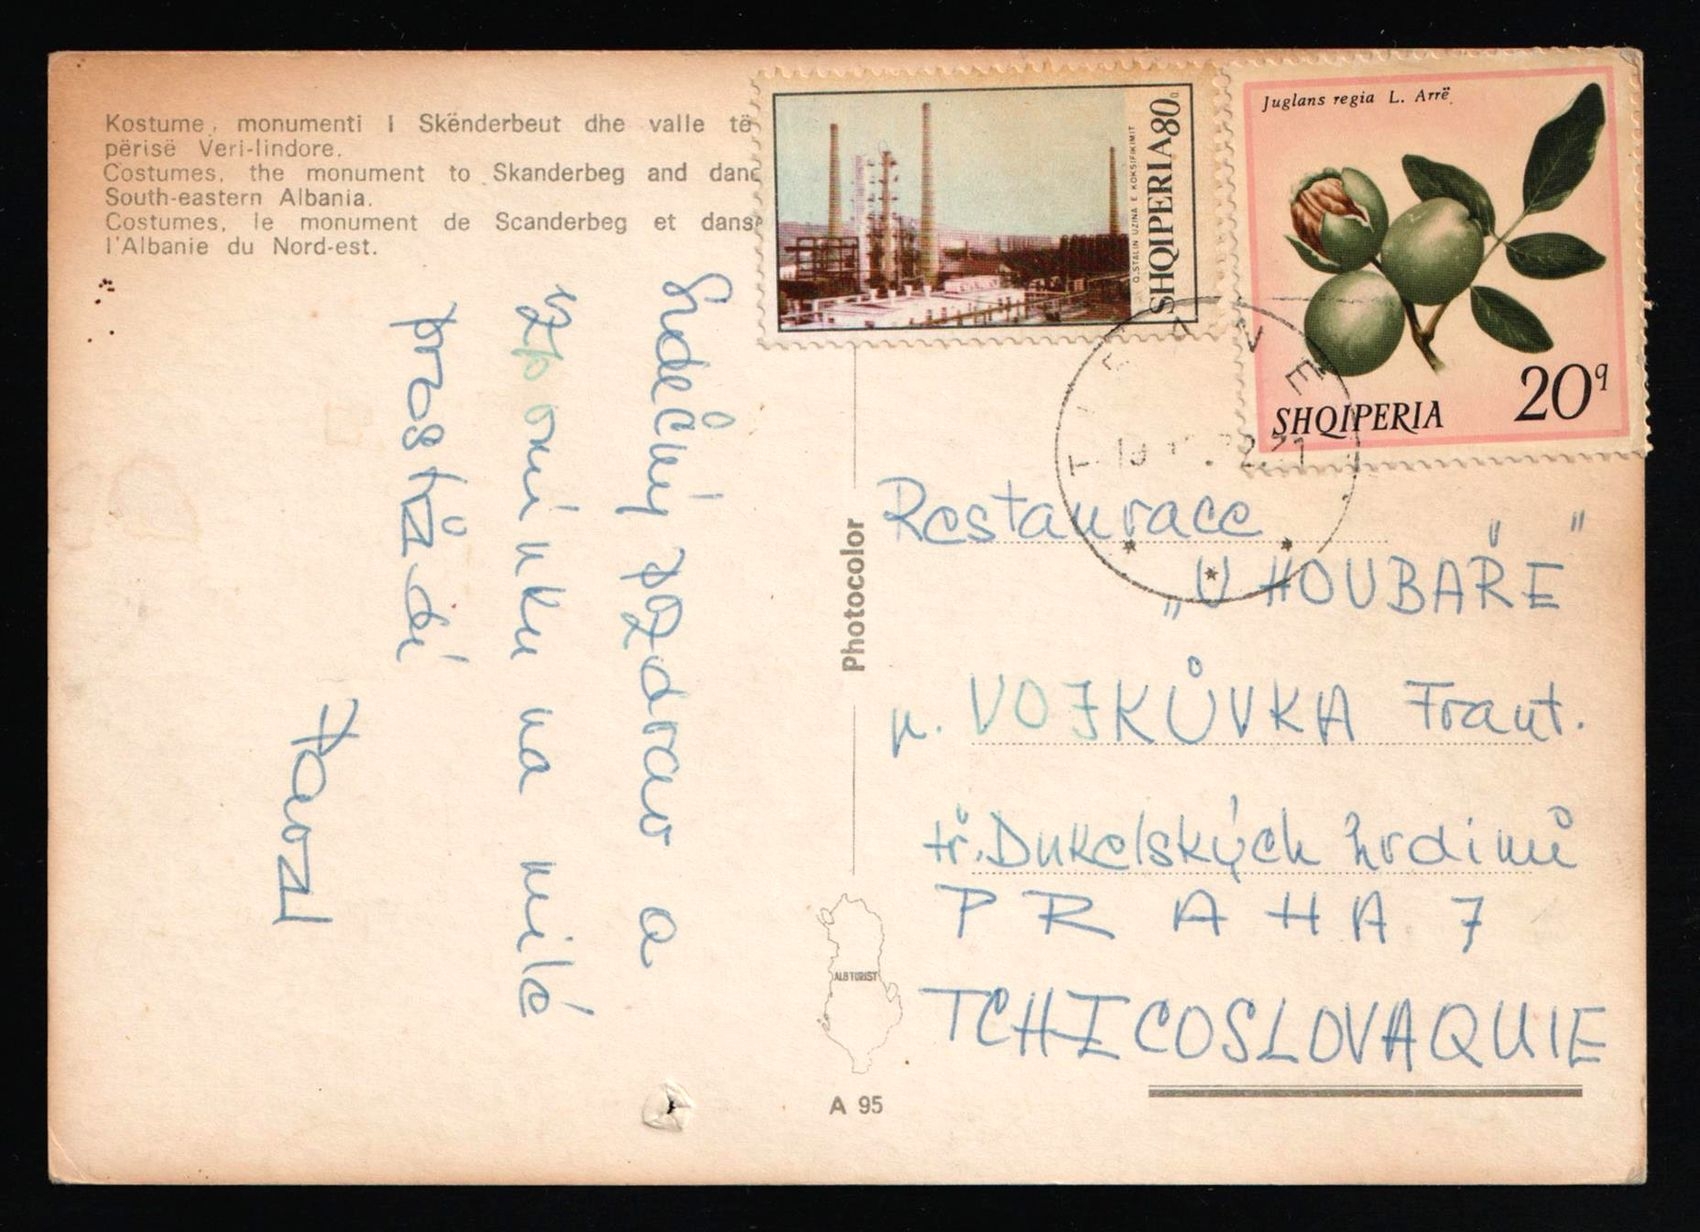 Kostume, monumenti i Skënderbeut dhe valle të
përisë Veri-lindore.
Costumes, the monument to Skanderbeg and danc
South-eastern Albania.
Costumes, le monument de Scanderbeg et dans
l'Albanie du Nord-est.
Q.STALIN UZINA E KOKSIFIKIMIT
SHQIPERIA 80q
Juglans regia L. Arrë
20q
SHQIPERIA
Srdečný pozdrav a
vzpomínku na milé
prostředí
Pavel
Photocolor
ALBTURIST
A 95
Restaurace
„U HOUBAŘE"
p. VOJKŮVKA Frant.
tř. Dukelských hrdinů
PRAHA 7
TCHICOSLOVAQUIE